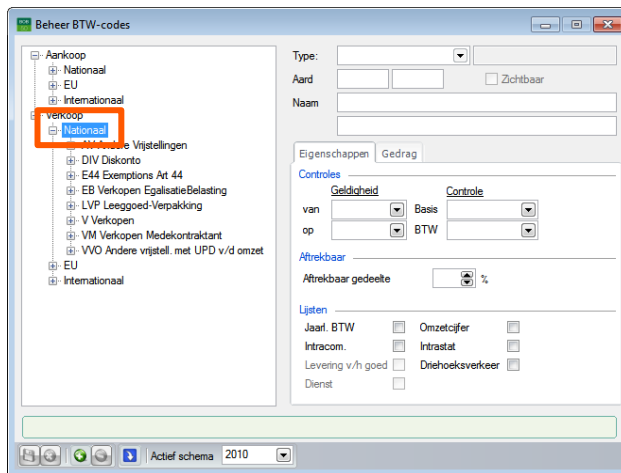 Beheer BTW-codes
Aankoop
Nationaal
EU
Internationaal
Verkoop
Nationaal
AV Andere Vrijstellingen
DIV Diskonto
E44 Exemptions Art 44
EB Verkopen EgalisatieBelasting
LVP Leeggoed-Verpakking
V Verkopen
VM Verkopen Medekontraktant
VVO Andere vrijstell. met UPD v/d omzet
EU
Internationaal
Type:
Aard
Zichtbaar
Naam
Eigenschappen Gedrag
Controles
Geldigheid Controle
van Basis
op BTW
Aftrekbaar
Aftrekbaar gedeelte %
Lijsten
Jaarl. BTW Omzetcijfer
Intracom. Intrastat
Levering v/h goed Driehoeksverkeer
Dienst
Actief schema 2010